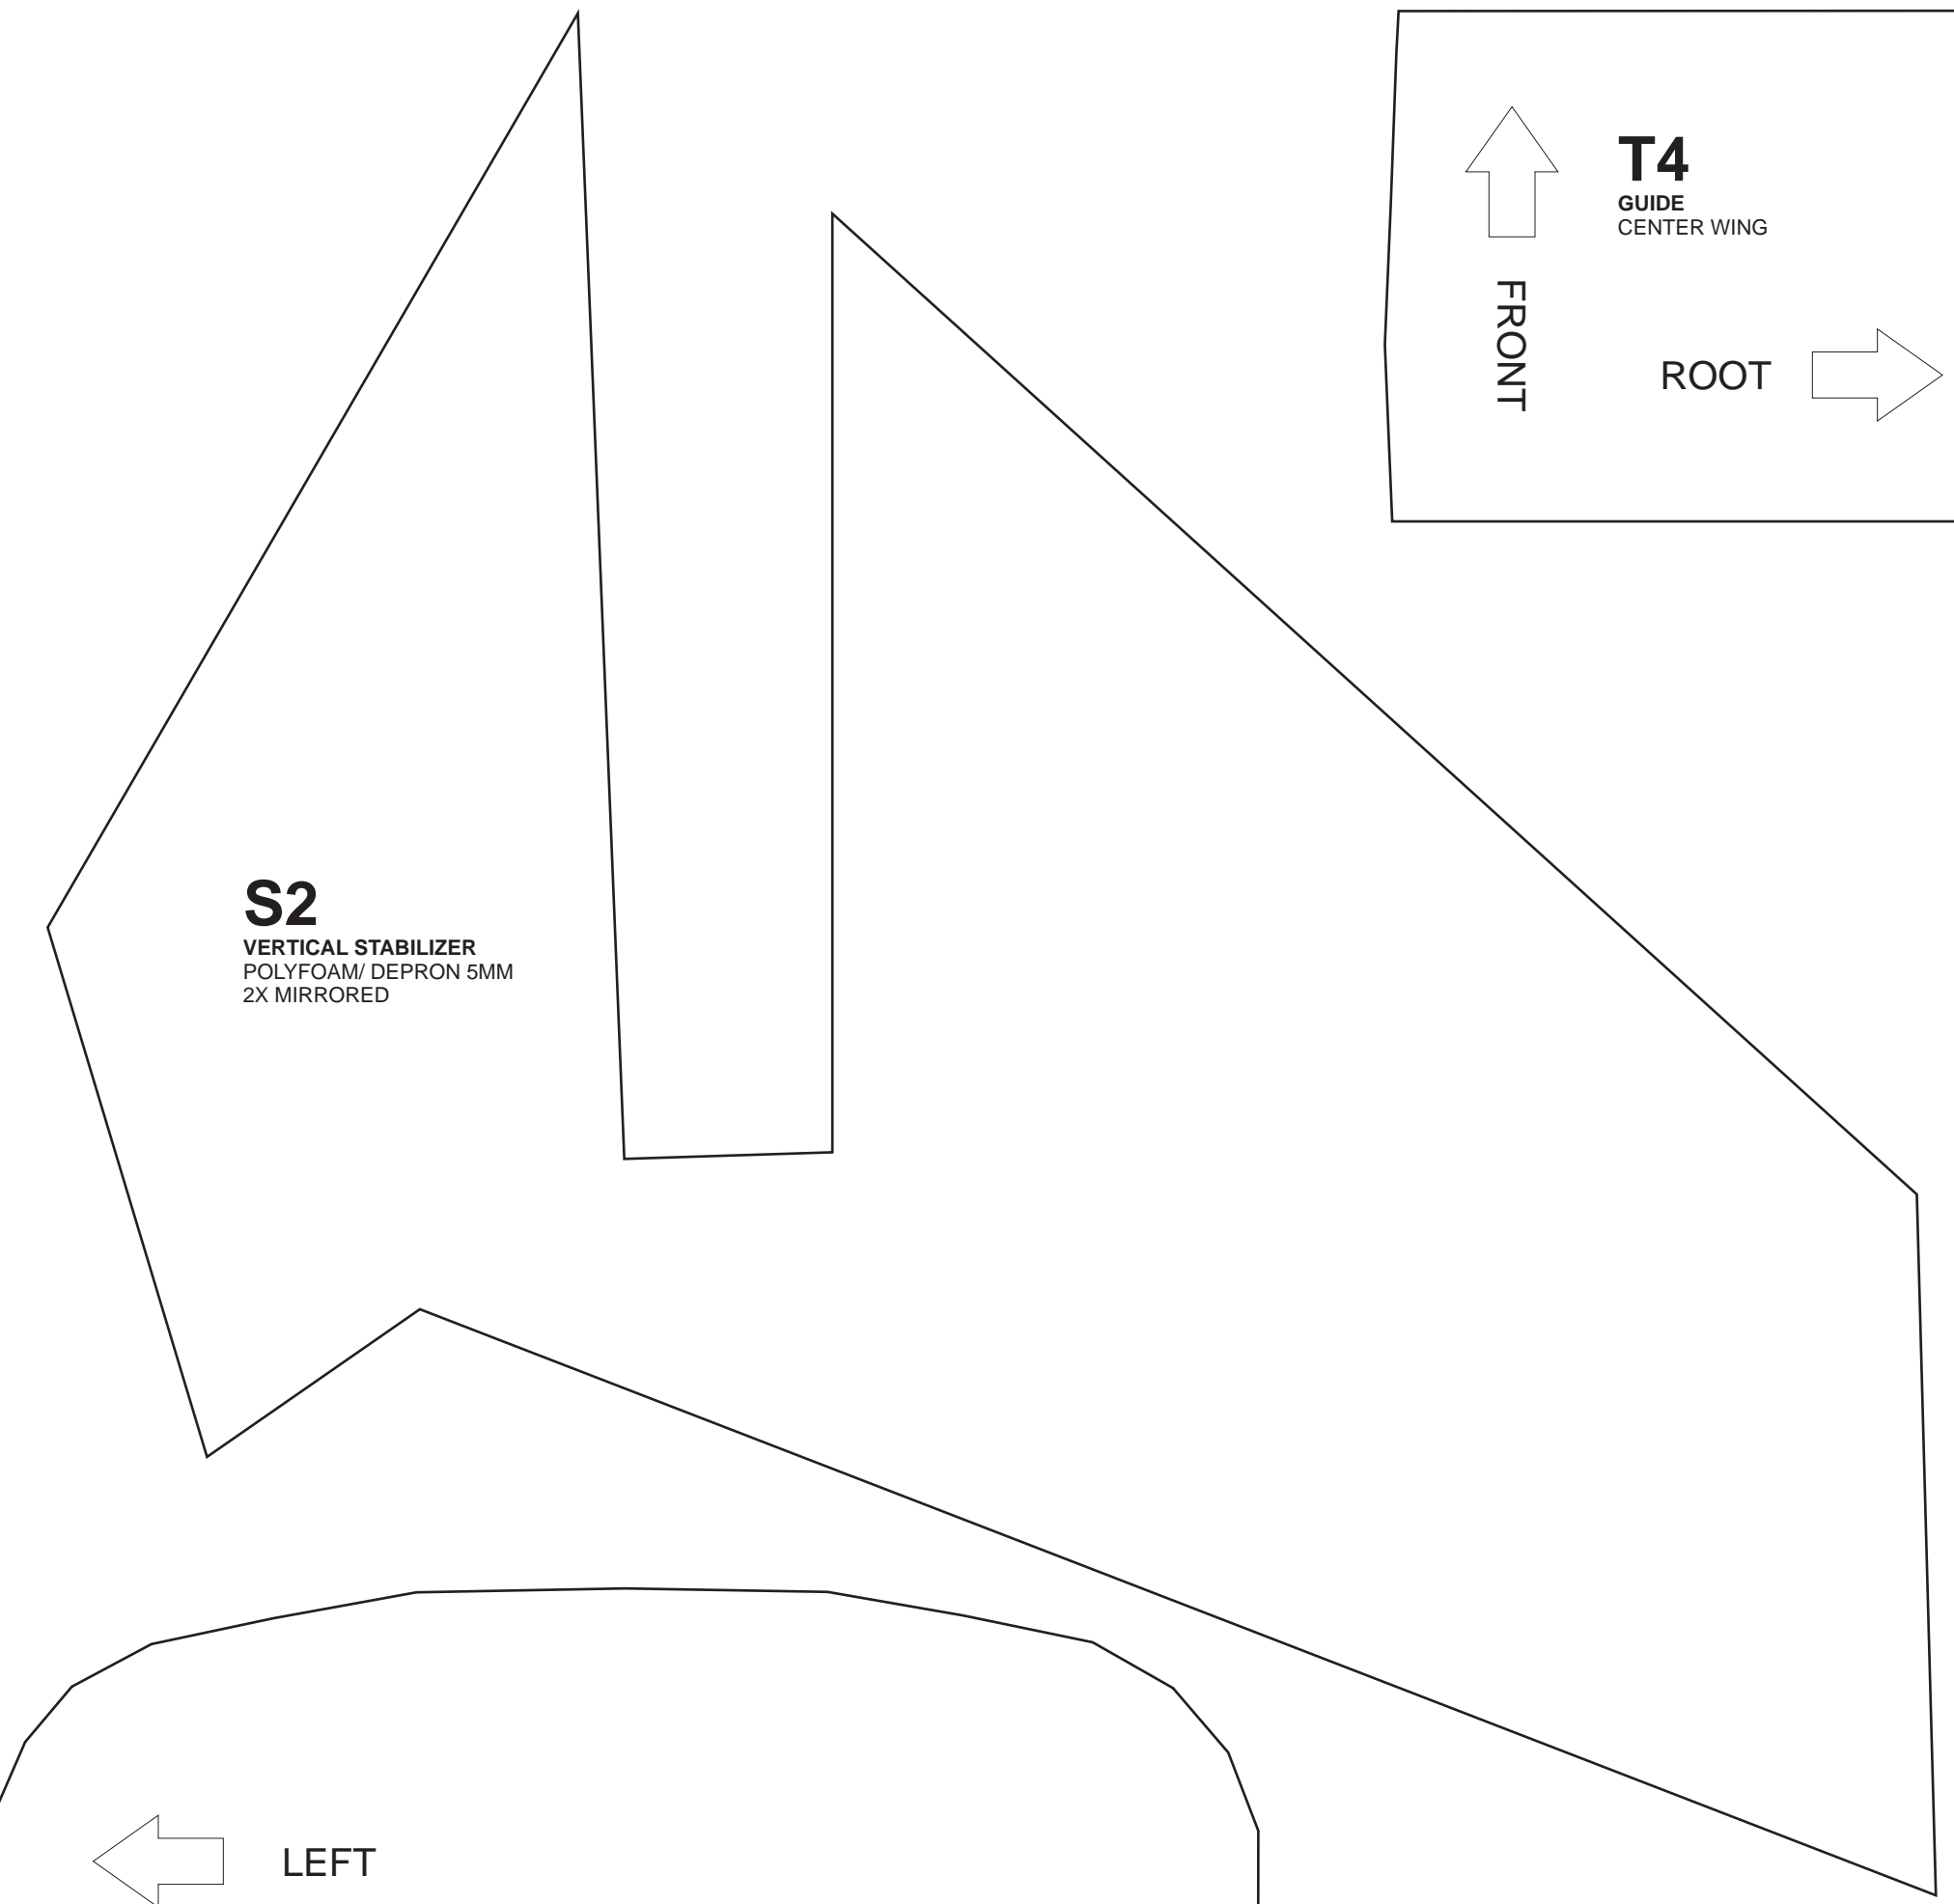 T4
GUIDE
CENTER WING
FRONT
ROOT
S2
VERTICAL STABILIZER
POLYFOAM/ DEPRON 5MM
2X MIRRORED
LEFT